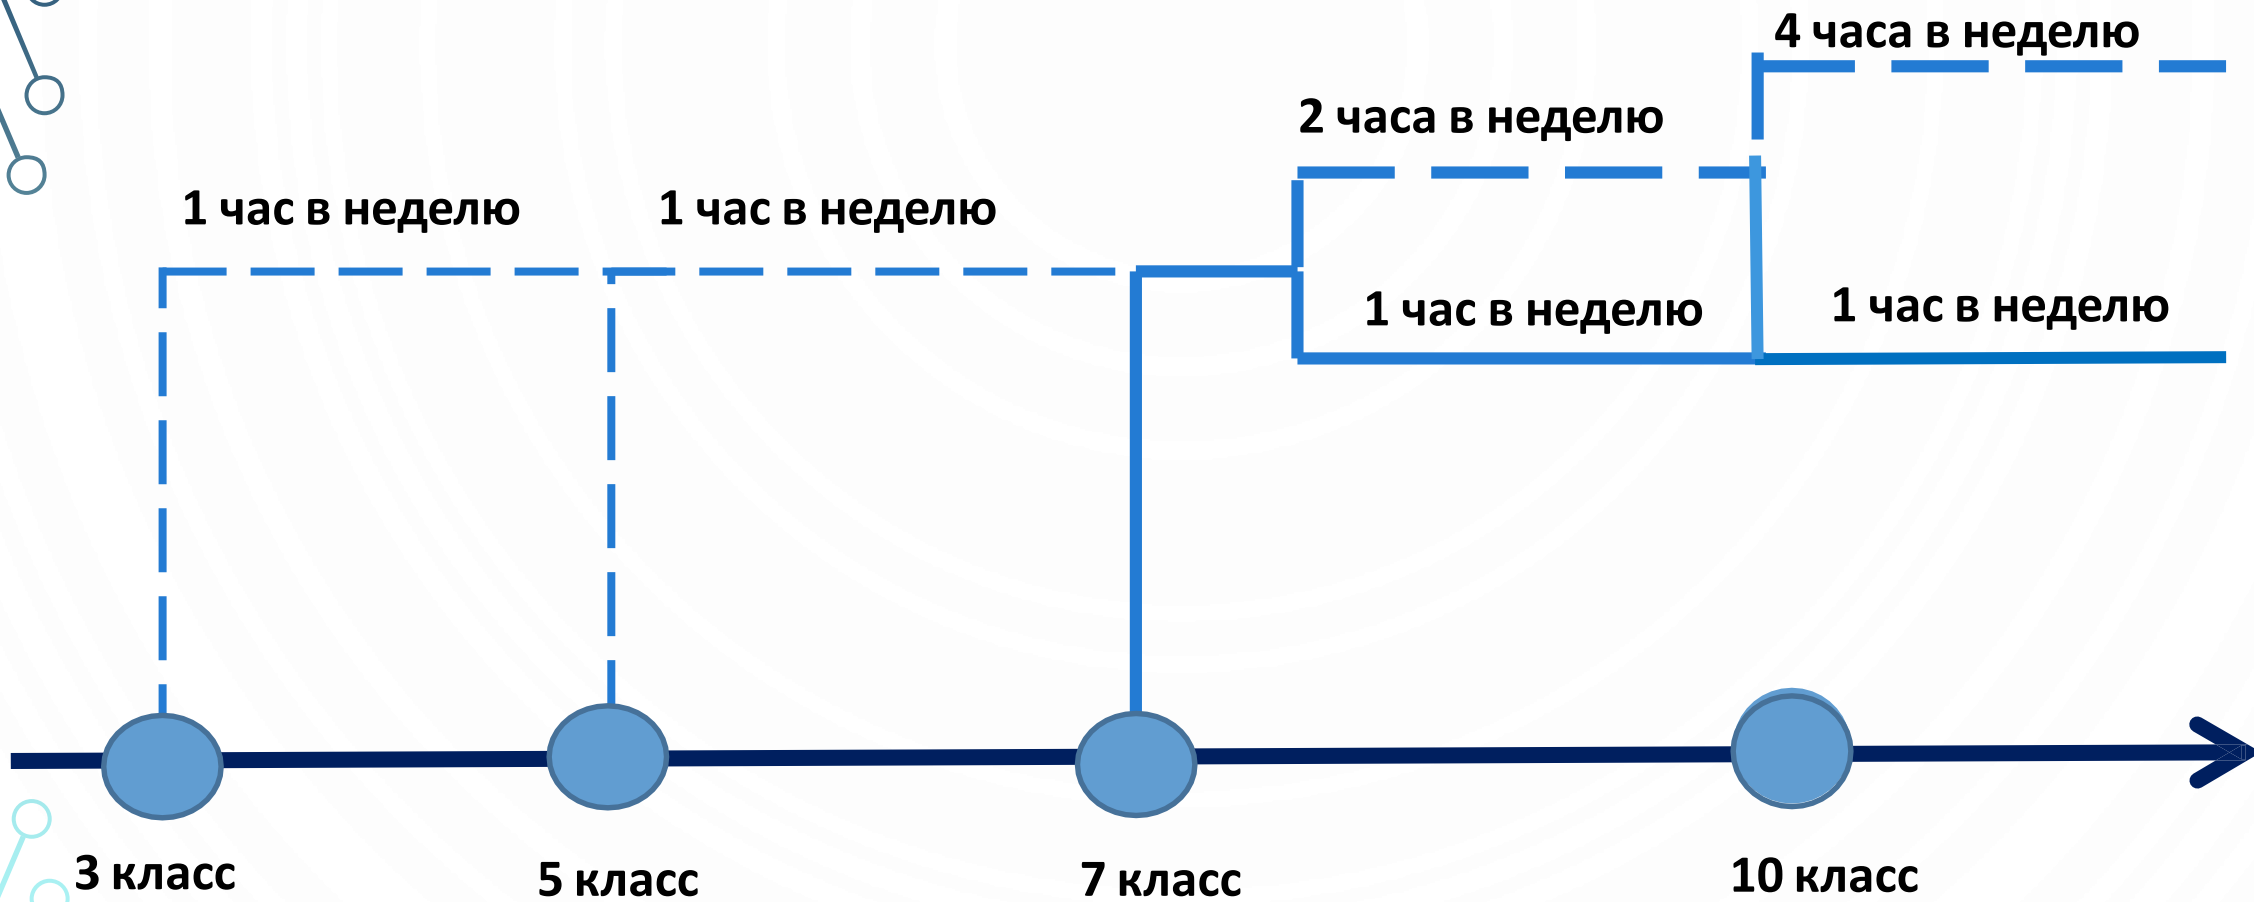 4 часа в неделю
2 часа в неделю
1 час в неделю
1 час в неделю
1 час в неделю
1 час в неделю
3 класс
5 класс
7 класс
10 класс